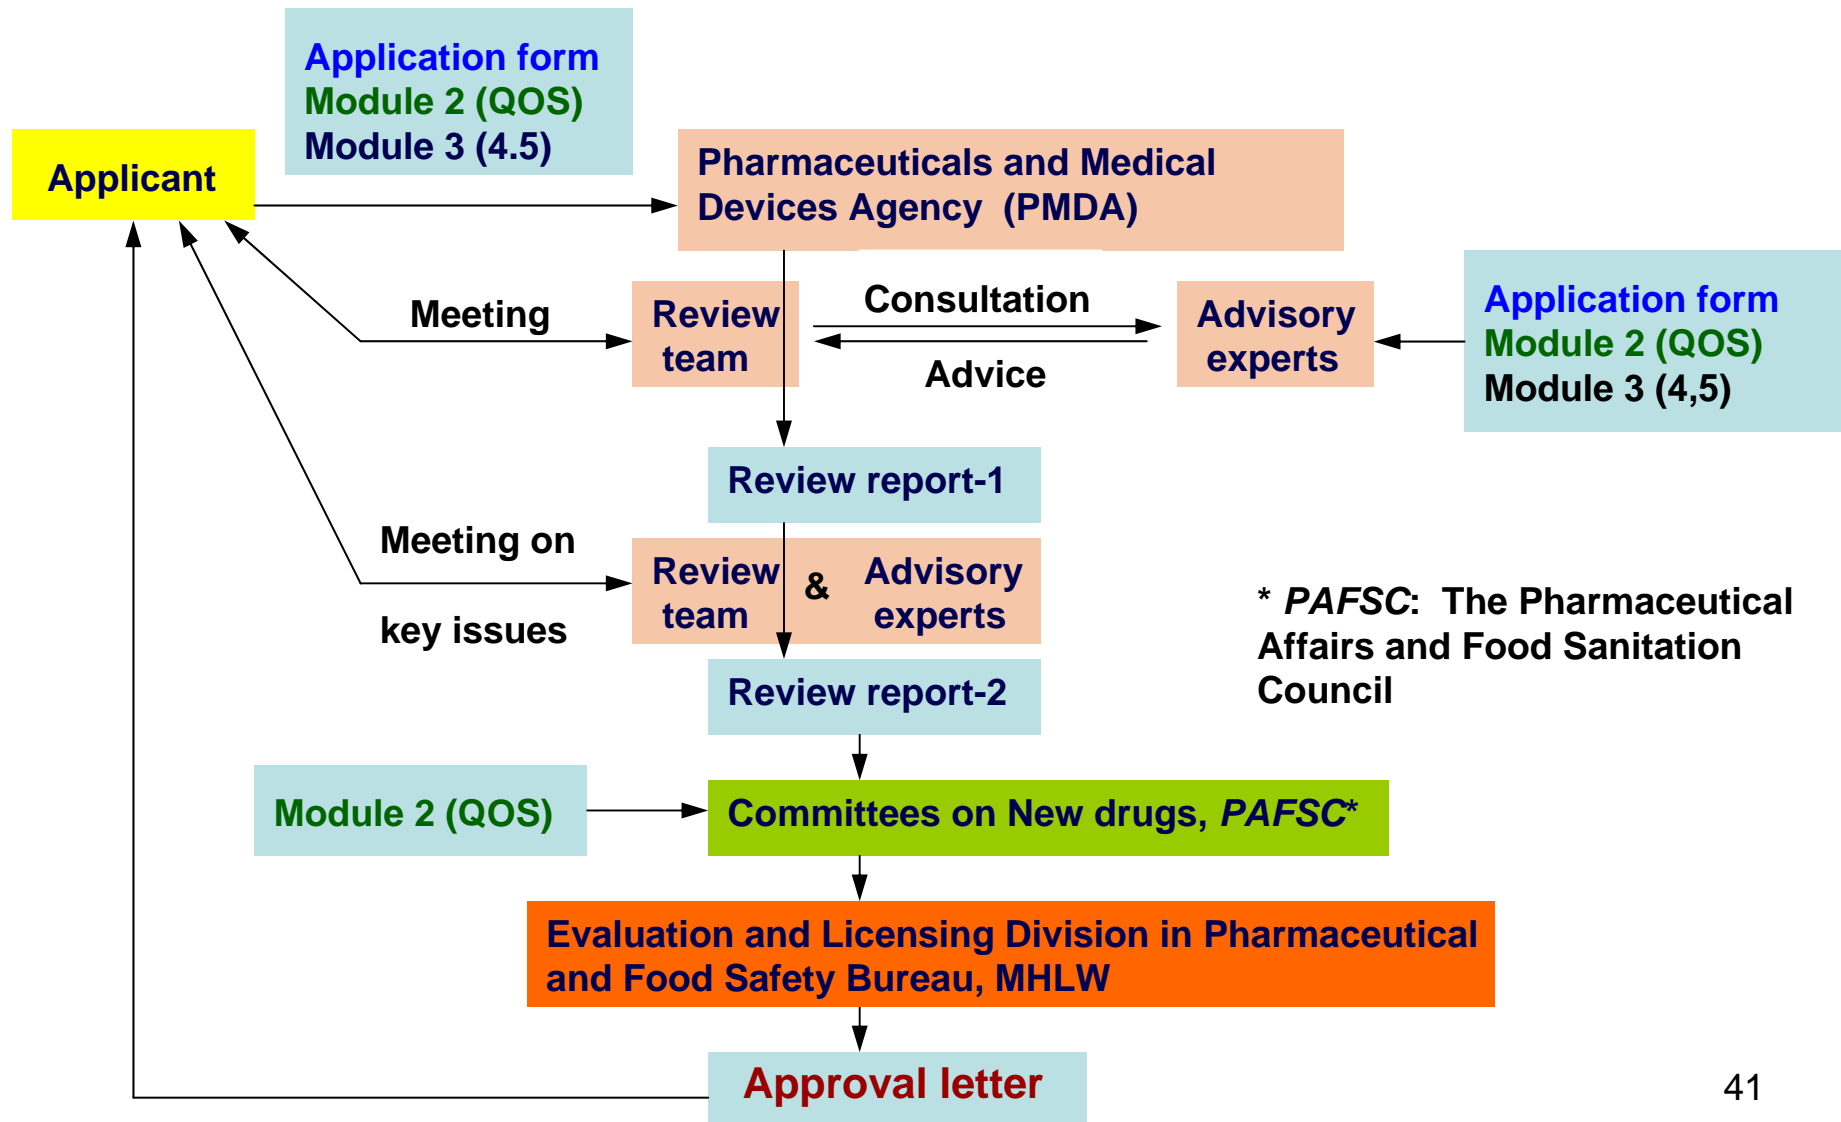 Application form
Module 2 (QOS)
Module 3 (4.5)
Applicant
Pharmaceuticals and Medical
Devices Agency (PMDA)
Meeting
Review
team
Consultation
Advice
Advisory
experts
Application form
Module 2 (QOS)
Module 3 (4,5)
Review report-1
Meeting on
key issues
Review
team
&
Advisory
experts
* PAFSC: The Pharmaceutical
Affairs and Food Sanitation
Council
Review report-2
Module 2 (QOS)
Committees on New drugs, PAFSC*
Evaluation and Licensing Division in Pharmaceutical
and Food Safety Bureau, MHLW
Approval letter
41